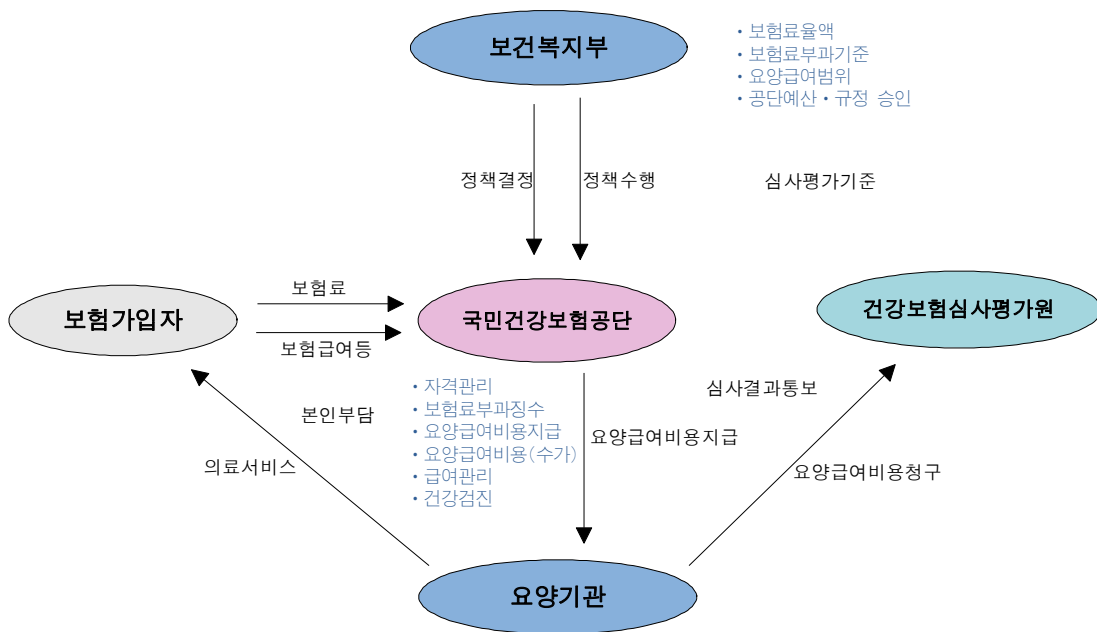 보건복지부
・보험료율액
・보험료부과기준
・요양급여범위
・공단예산・규정 승인
정책결정
정책수행
심사평가기준
보험료
보험가입자
국민건강보험공단
건강보험심사평가원
보험급여등
・자격관리
・보험료부과징수
・요양급여비용지급
・요양급여비용(수가)
・급여관리
・건강검진
본인부담
심사결과통보
요양급여비용지급
의료서비스
요양급여비용청구
요양기관